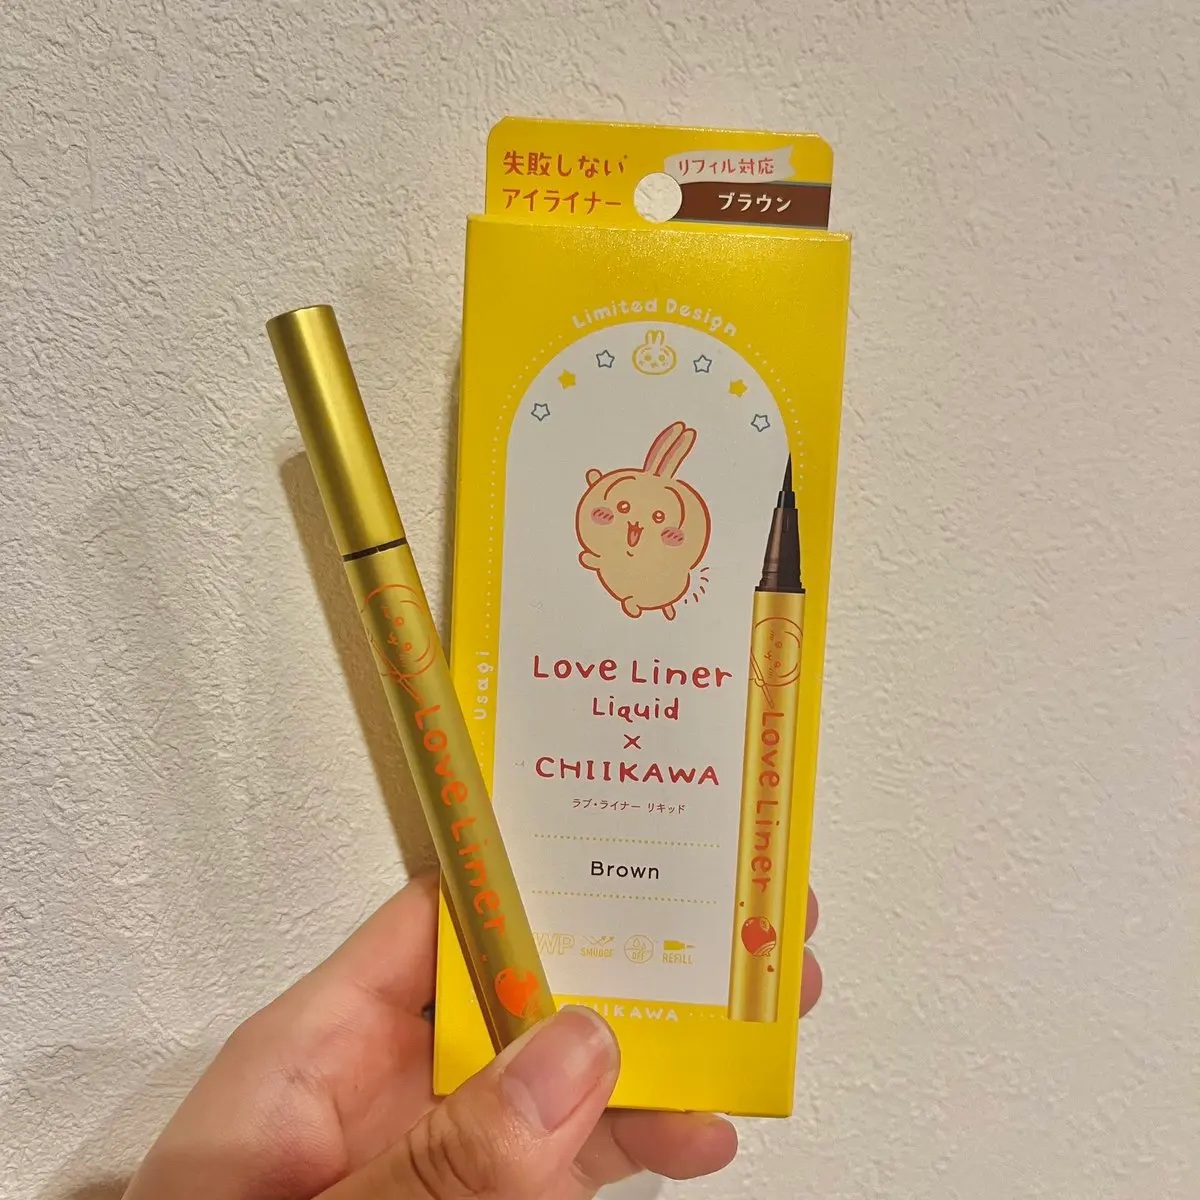 失敗しない
アイライナー
リフィル対応
ブラウン
Limited Design
Usagi
Love Liner
Liquid
×
CHIIKAWA
ラブ・ライナー リキッド
Brown
WP
SMUDGE
OFF
REFILL
CHIIKAWA
Love Liner
Love Liner